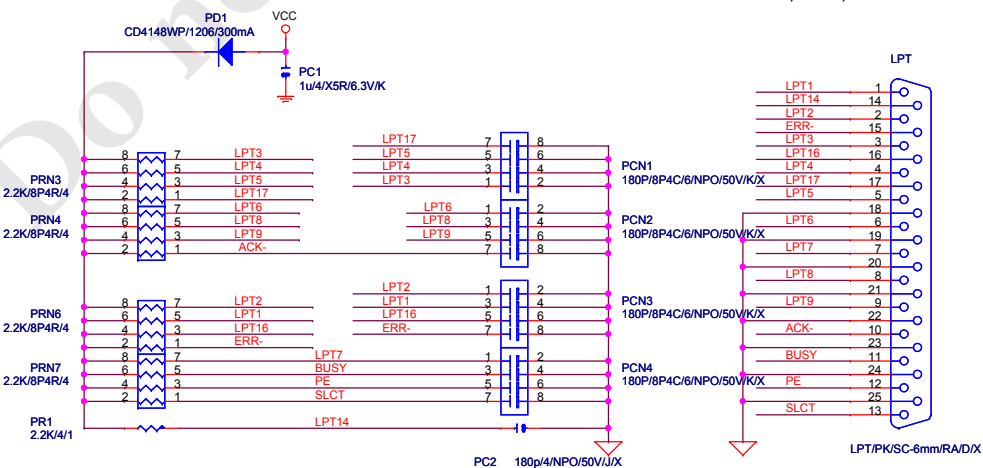 Do n
PD1
VCC
CD4148WP/1206/300mA
PC1
1u/4/X5R/6.3V/K
LPT
PRN3
2.2K/8P4R/4
8 7 LPT3
6 5 LPT4
4 3 LPT5
2 1 LPT17
PRN4
2.2K/8P4R/4
8 7 LPT6
6 5 LPT8
4 3 LPT9
2 1 ACK-
LPT17 7 8
LPT5 5 6
LPT4 3 4
LPT3 1 2
PCN1
180P/8P4C/6/NPO/50V/K/X
LPT6 1 2
LPT8 3 4
LPT9 5 6
7 8
PCN2
180P/8P4C/6/NPO/50V/K/X
PRN6
2.2K/8P4R/4
8 7 LPT2
6 5 LPT1
4 3 LPT16
2 1 ERR-
PRN7
2.2K/8P4R/4
8 7 LPT7
6 5 BUSY
4 3 PE
2 1 SLCT
LPT2 1 2
LPT1 3 4
LPT16 5 6
ERR- 7 8
PCN3
180P/8P4C/6/NPO/50V/K/X
1 2
3 4
5 6
7 8
PCN4
180P/8P4C/6/NPO/50V/K/X
PR1
2.2K/4/1
LPT14
PC2 180p/4/NPO/50V/J/X
LPT1 1
LPT14 14
LPT2 2
ERR- 15
LPT3 3
LPT16 16
LPT4 4
LPT17 17
LPT5 5
18
LPT6 6
19
LPT7 7
20
LPT8 8
21
LPT9 9
22
ACK- 10
23
BUSY 11
24
PE 12
25
SLCT 13
LPT/PK/SC-6mm/RA/D/X